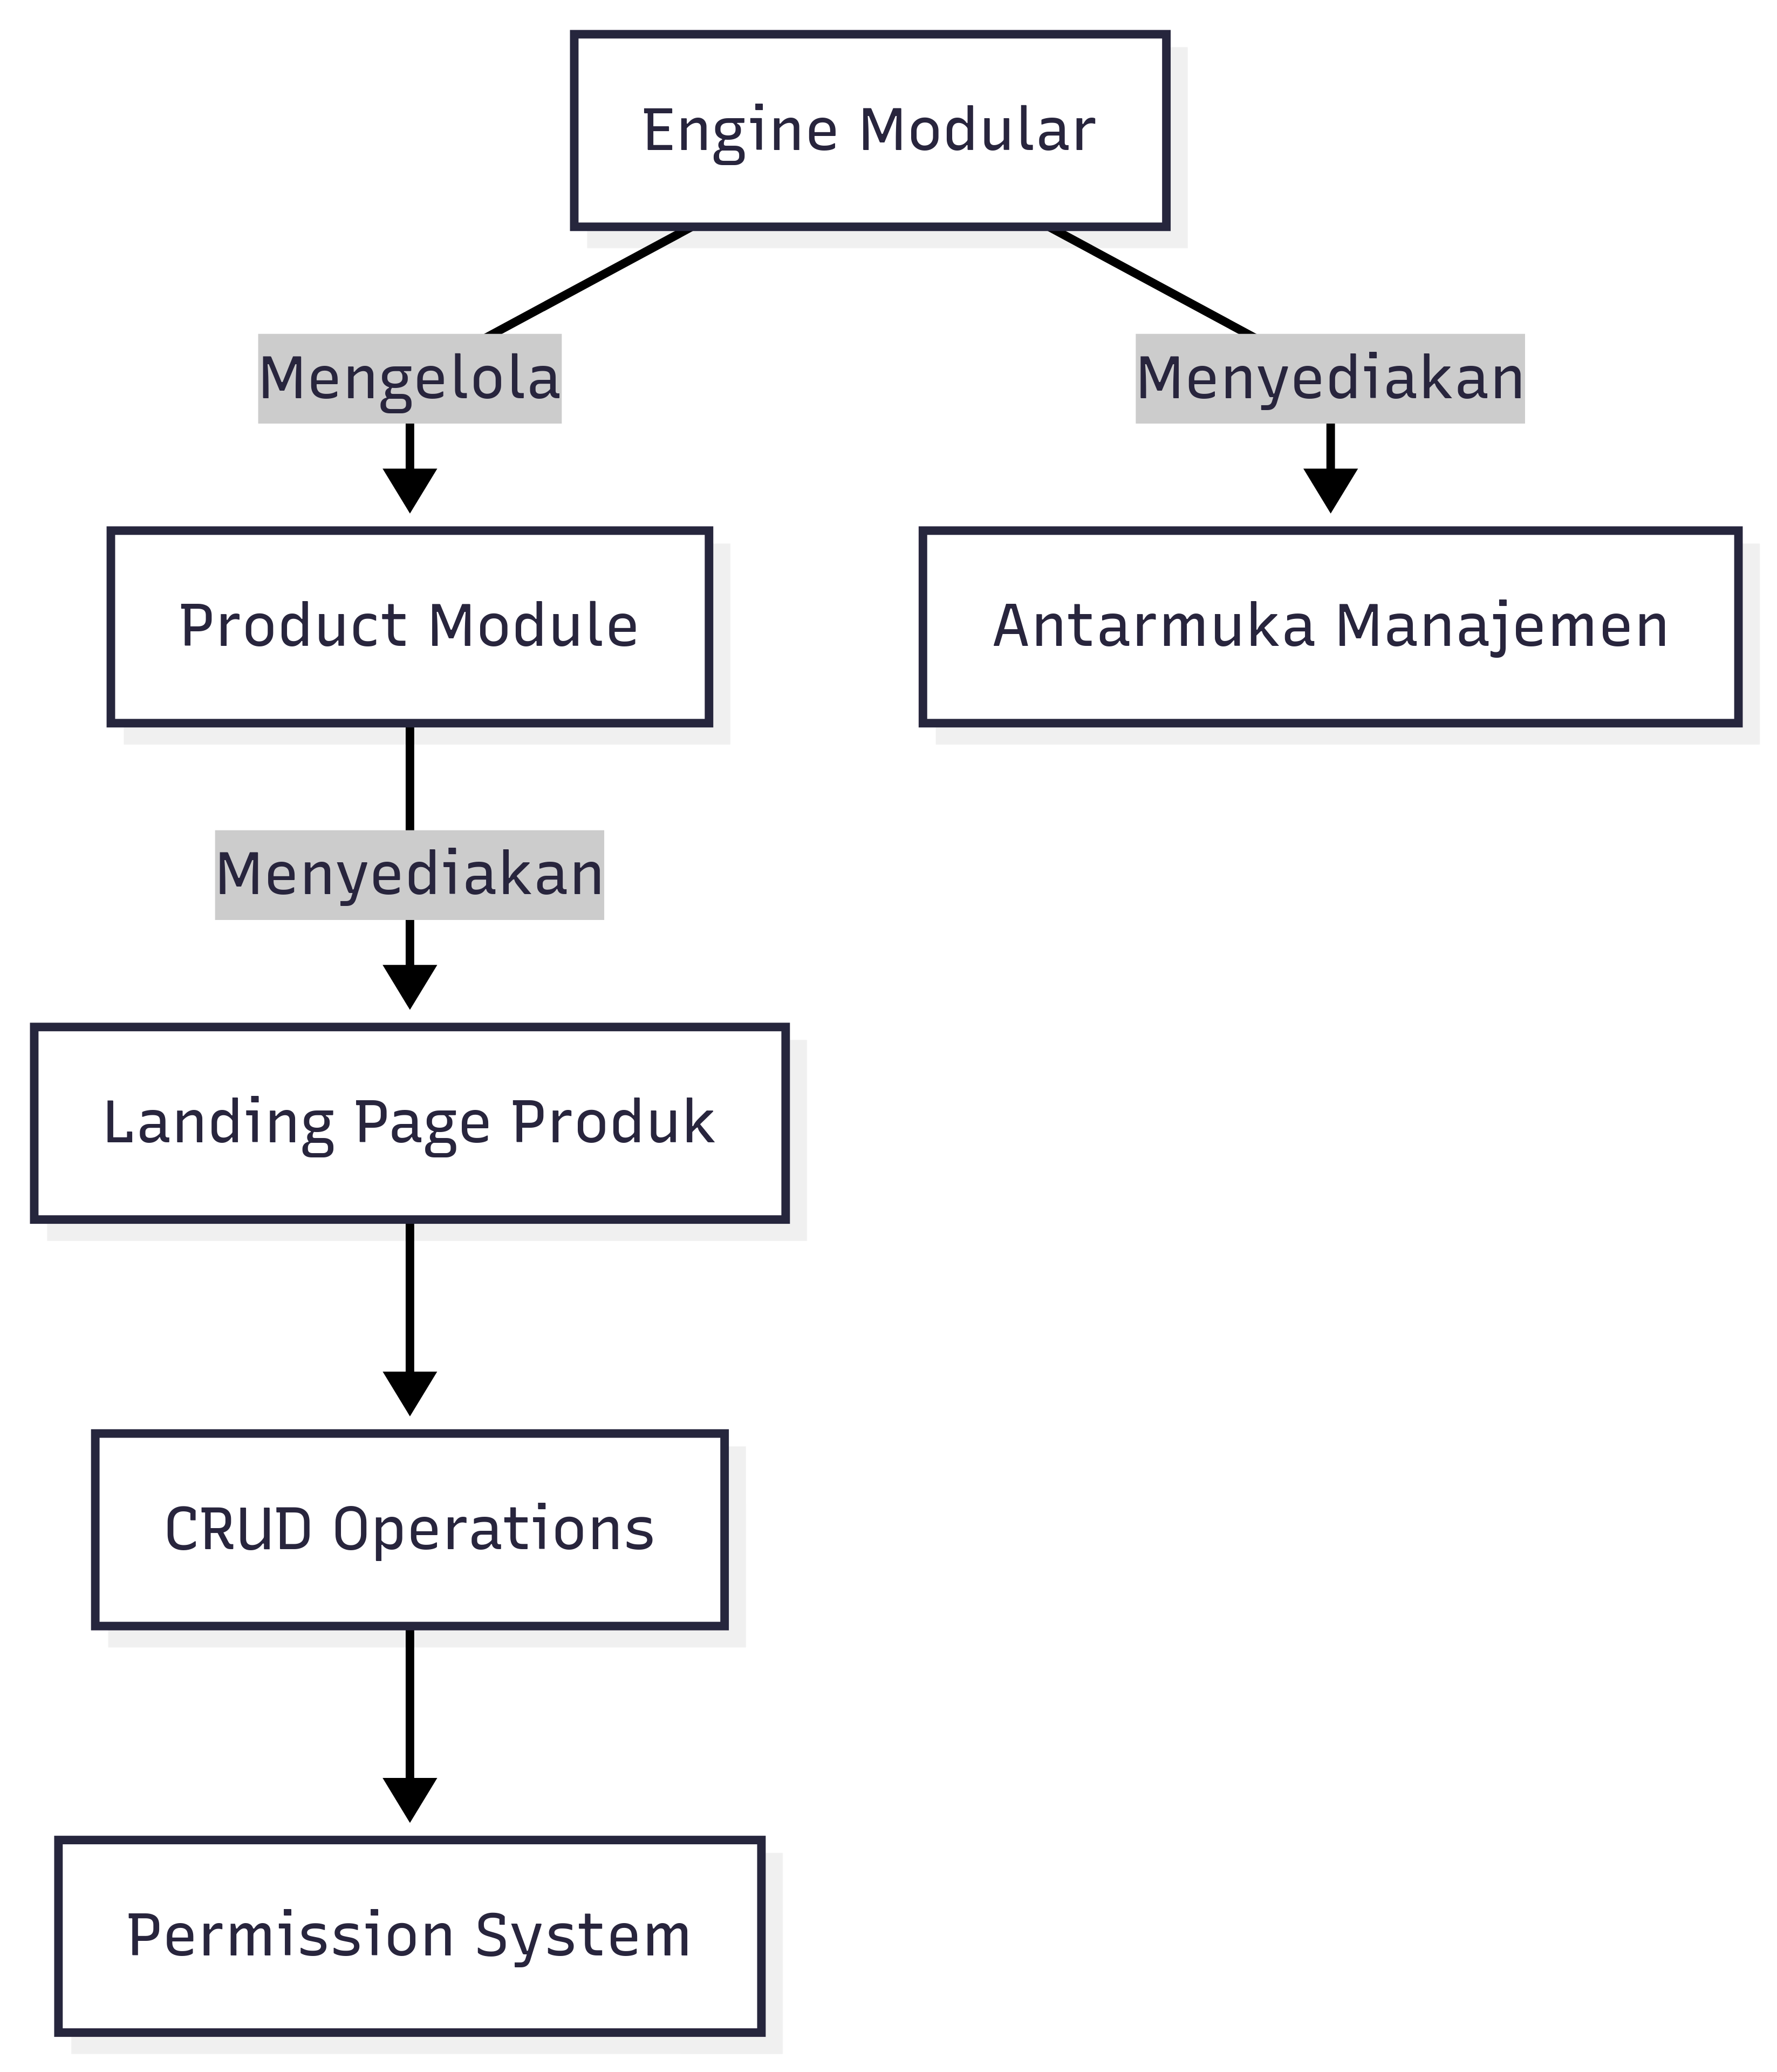 Engine Modular
Mengelola
Menyediakan
Product Module
Antarmuka Manajemen
Menyediakan
Landing Page Produk
CRUD Operations
Permission System